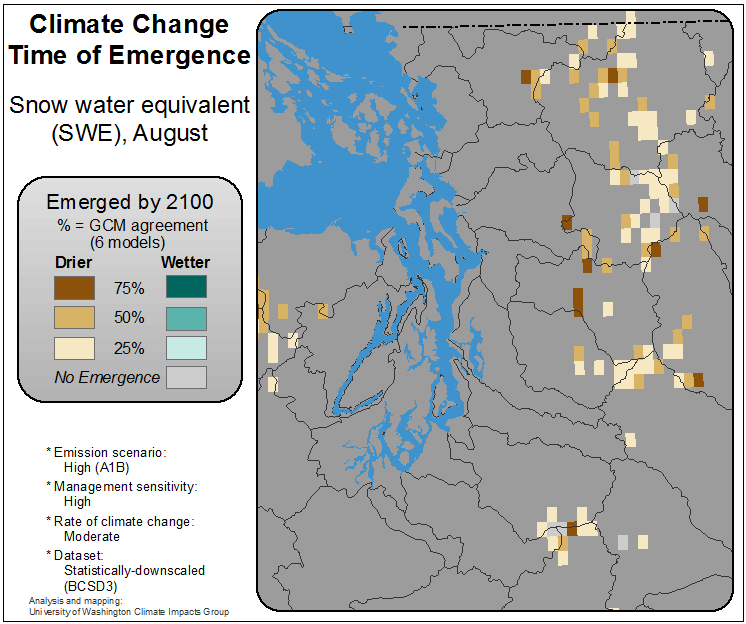 Climate Change
Time of Emergence
Snow water equivalent
(SWE), August
Emerged by 2100
% = GCM agreement
(6 models)
Drier Wetter
75%
50%
25%
No Emergence
* Emission scenario:
High (A1B)
* Management sensitivity:
High
* Rate of climate change:
Moderate
* Dataset:
Statistically-downscaled
(BCSD3)
Analysis and mapping:
University of Washington Climate Impacts Group